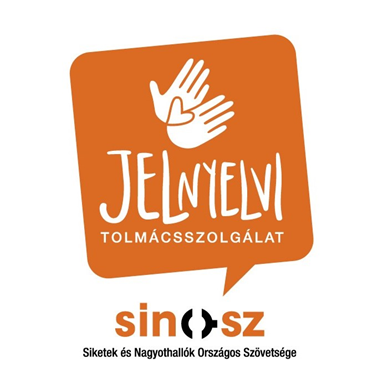 JELNYELVI
TOLMÁCSSZOLGÁLAT
sinosz
Siketek és Nagyothallók Országos Szövetsége